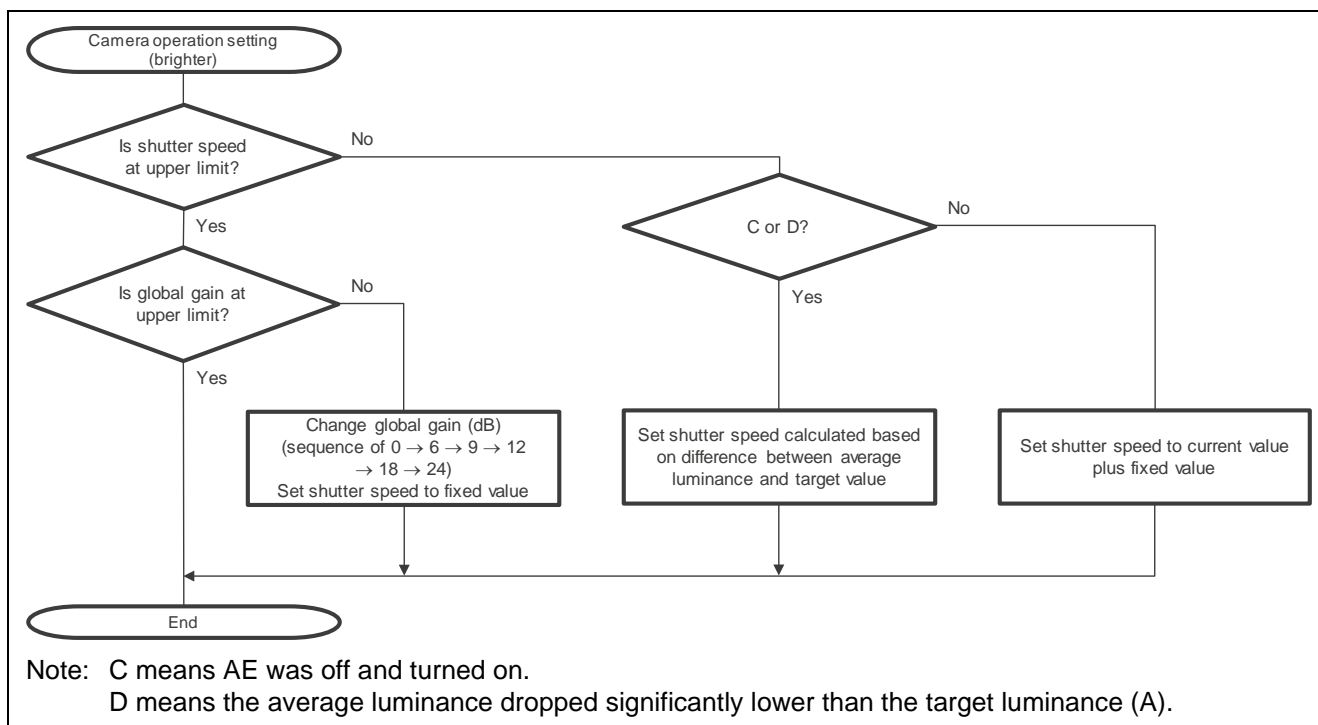 Camera operation setting
(brighter)
Is shutter speed
at upper limit?
No
Yes
C or D?
No
Yes
Is global gain at
upper limit?
No
Yes
Change global gain (dB)
(sequence of 0 → 6 → 9 → 12
→ 18 → 24)
Set shutter speed to fixed value
Set shutter speed calculated based
on difference between average
luminance and target value
Set shutter speed to current value
plus fixed value
End
Note: C means AE was off and turned on.
D means the average luminance dropped significantly lower than the target luminance (A).